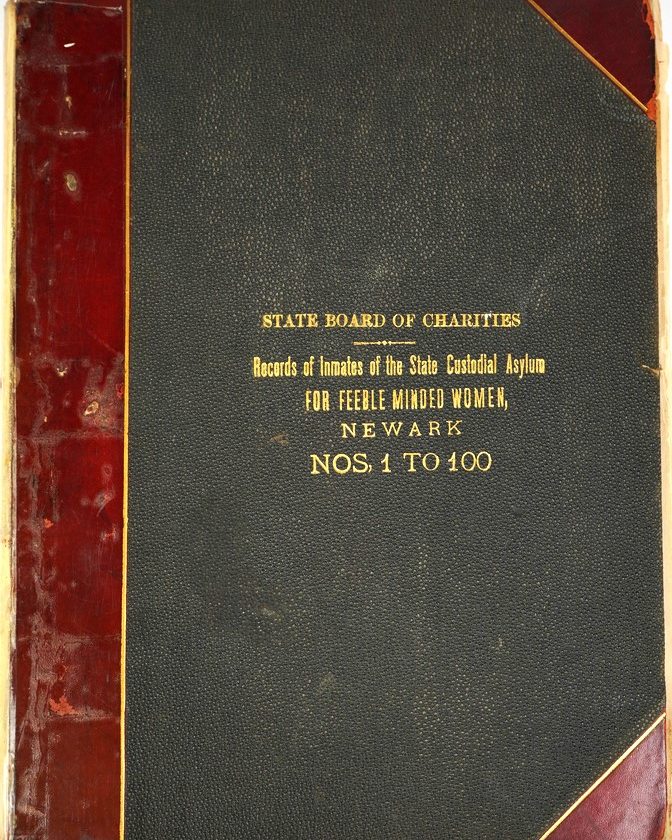 STATE BOARD OF CHARITIES
Records of Inmates of the State Custodial Asylum
FOR FEEBLE MINDED WOMEN,
NEWARK
NOS, 1 TO 100